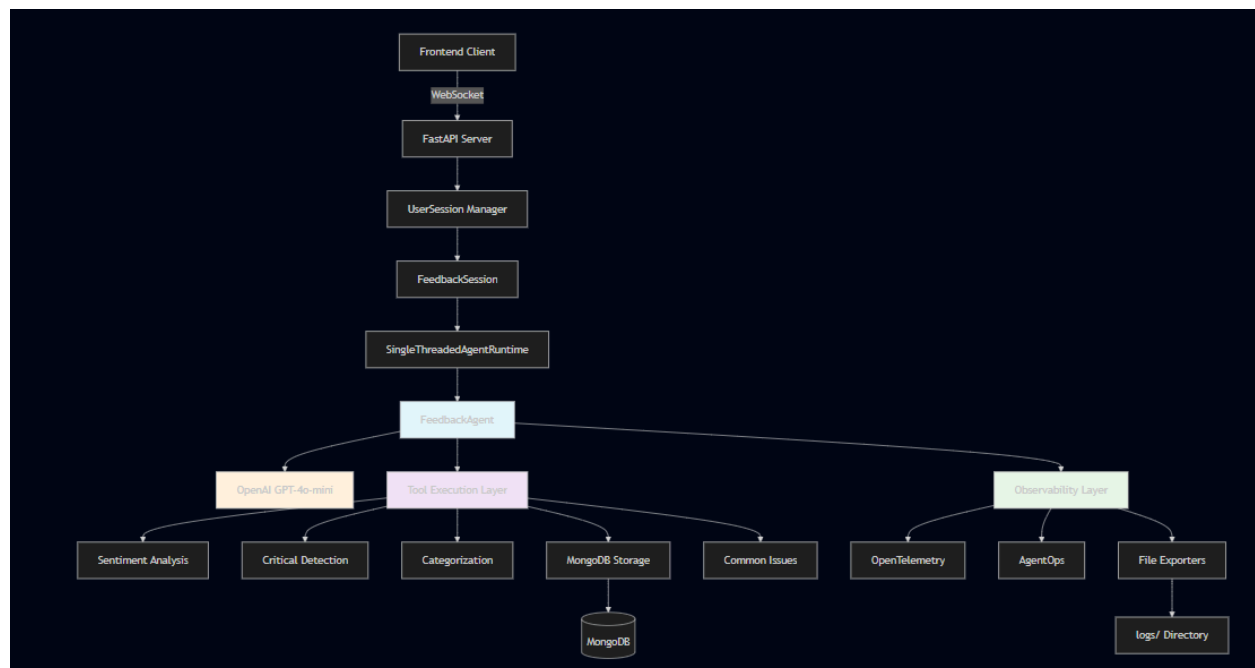 Frontend Client
WebSocket
FastAPI Server
UserSession Manager
FeedbackSession
SingleThreadedAgentRuntime
FeedbackAgent
OpenAI GPT-4o-mini
Tool Execution Layer
Observability Layer
Sentiment Analysis
Critical Detection
Categorization
MongoDB Storage
Common Issues
OpenTelemetry
AgentOps
File Exporters
MongoDB
logs/ Directory